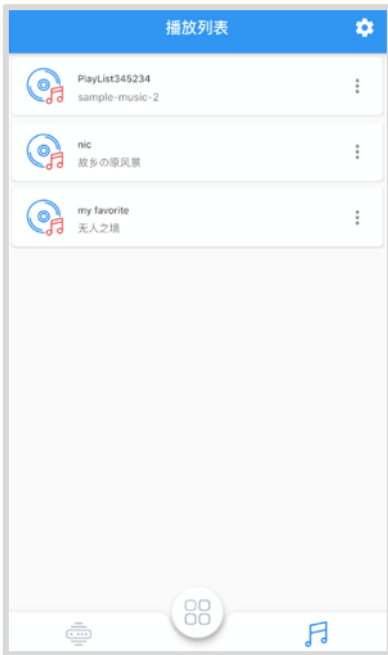 播放列表
PlayList345234
sample-music-2
nic
故乡の原风景
my favorite
无人之境